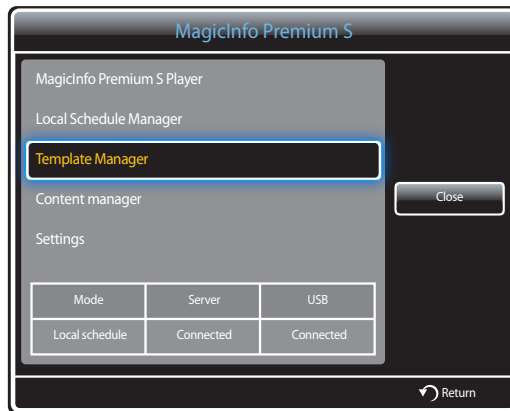 MagicInfo Premium S
MagicInfo Premium S Player
Local Schedule Manager
Template Manager
Content manager
Close
Settings
Mode Server USB
Local schedule Connected Connected
Return